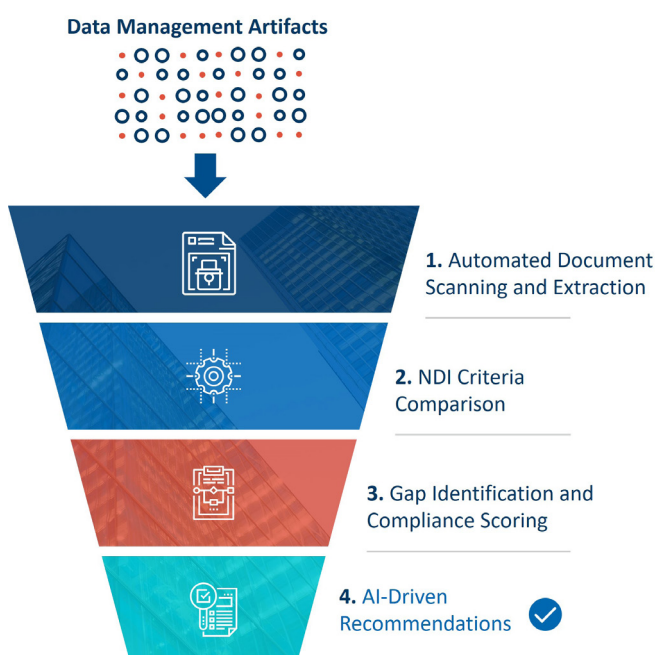 Data Management Artifacts
1. Automated Document
Scanning and Extraction
2. NDI Criteria
Comparison
3. Gap Identification and
Compliance Scoring
4. AI-Driven
Recommendations